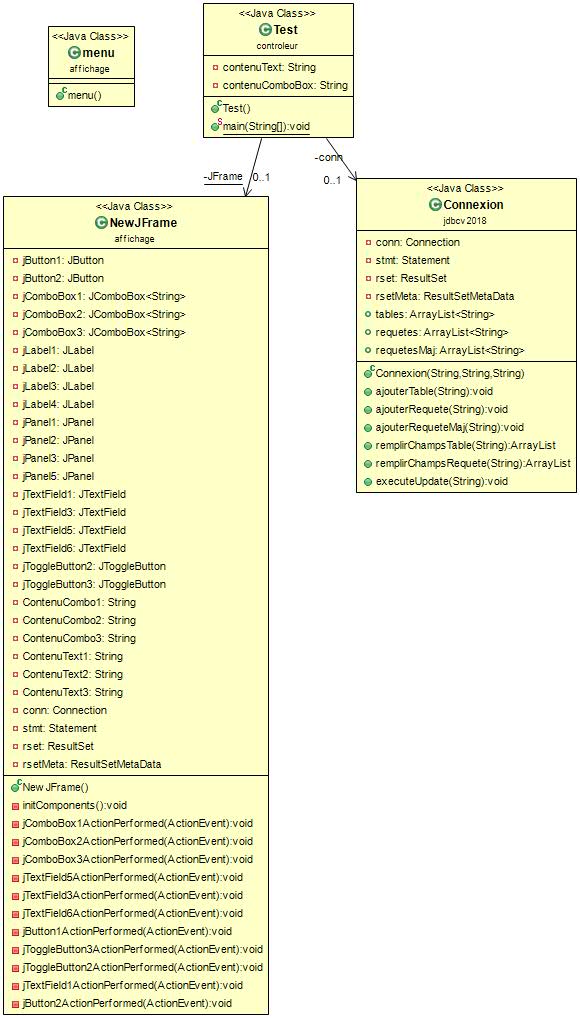 <<Java Class>>
menu
affichage
menu()
<<Java Class>>
Test
controleur
contenuText: String
contenuComboBox: String
Test()
main(String[]):void
-JFrame
0..1
-conn
0..1
<<Java Class>>
NewJFrame
affichage
jButton1: JButton
jButton2: JButton
jComboBox1: JComboBox<String>
jComboBox2: JComboBox<String>
jComboBox3: JComboBox<String>
jLabel1: JLabel
jLabel2: JLabel
jLabel3: JLabel
jLabel4: JLabel
jPanel1: JPanel
jPanel2: JPanel
jPanel3: JPanel
jPanel5: JPanel
jTextField1: JTextField
jTextField3: JTextField
jTextField5: JTextField
jTextField6: JTextField
jToggleButton2: JToggleButton
jToggleButton3: JToggleButton
ContenuCombo1: String
ContenuCombo2: String
ContenuCombo3: String
ContenuText1: String
ContenuText2: String
ContenuText3: String
conn: Connection
stmt: Statement
rset: ResultSet
rsetMeta: ResultSetMetaData
NewJFrame()
initComponents():void
jComboBox1ActionPerformed(ActionEvent):void
jComboBox2ActionPerformed(ActionEvent):void
jComboBox3ActionPerformed(ActionEvent):void
jTextField5ActionPerformed(ActionEvent):void
jTextField3ActionPerformed(ActionEvent):void
jTextField6ActionPerformed(ActionEvent):void
jButton1ActionPerformed(ActionEvent):void
jToggleButton3ActionPerformed(ActionEvent):void
jToggleButton2ActionPerformed(ActionEvent):void
jTextField1ActionPerformed(ActionEvent):void
jButton2ActionPerformed(ActionEvent):void
<<Java Class>>
Connexion
jdbcv2018
conn: Connection
stmt: Statement
rset: ResultSet
rsetMeta: ResultSetMetaData
tables: ArrayList<String>
requetes: ArrayList<String>
requetesMaj: ArrayList<String>
Connexion(String,String,String)
ajouterTable(String):void
ajouterRequete(String):void
ajouterRequeteMaj(String):void
remplirChampsTable(String):ArrayList
remplirChampsRequete(String):ArrayList
executeUpdate(String):void